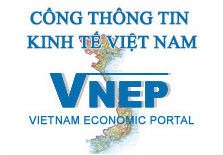 CÔNG THÔNG TIN
KINH TẾ VIỆT NAM
VNEP
VIETNAM ECONOMIC PORTAL